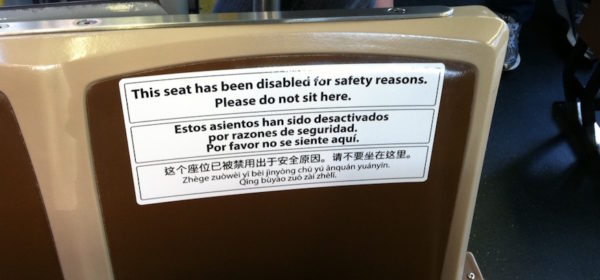 This seat has been disabled for safety reasons.
Please do not sit here.
Estos asientos han sido desactivados
por razones de seguridad.
Por favor no se siente aquí.
这个座位已被禁用出于安全原因。请不要坐在这里。
Zhège zuòwèi yǐ bèi jìnyòng chū yú ānquán yuányīn.
Qǐng bùyào zuò zài zhèlǐ.